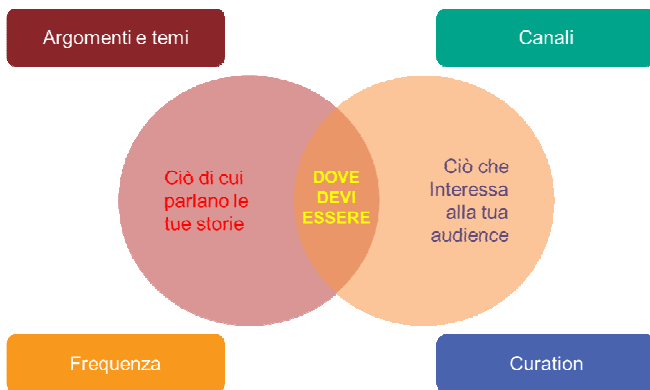 Argomenti e temi
Canali
Ciò di cui
parlano le
tue storie
DOVE
DEVI
ESSERE
Ciò che
Interessa
alla tua
audience
Frequenza
Curation